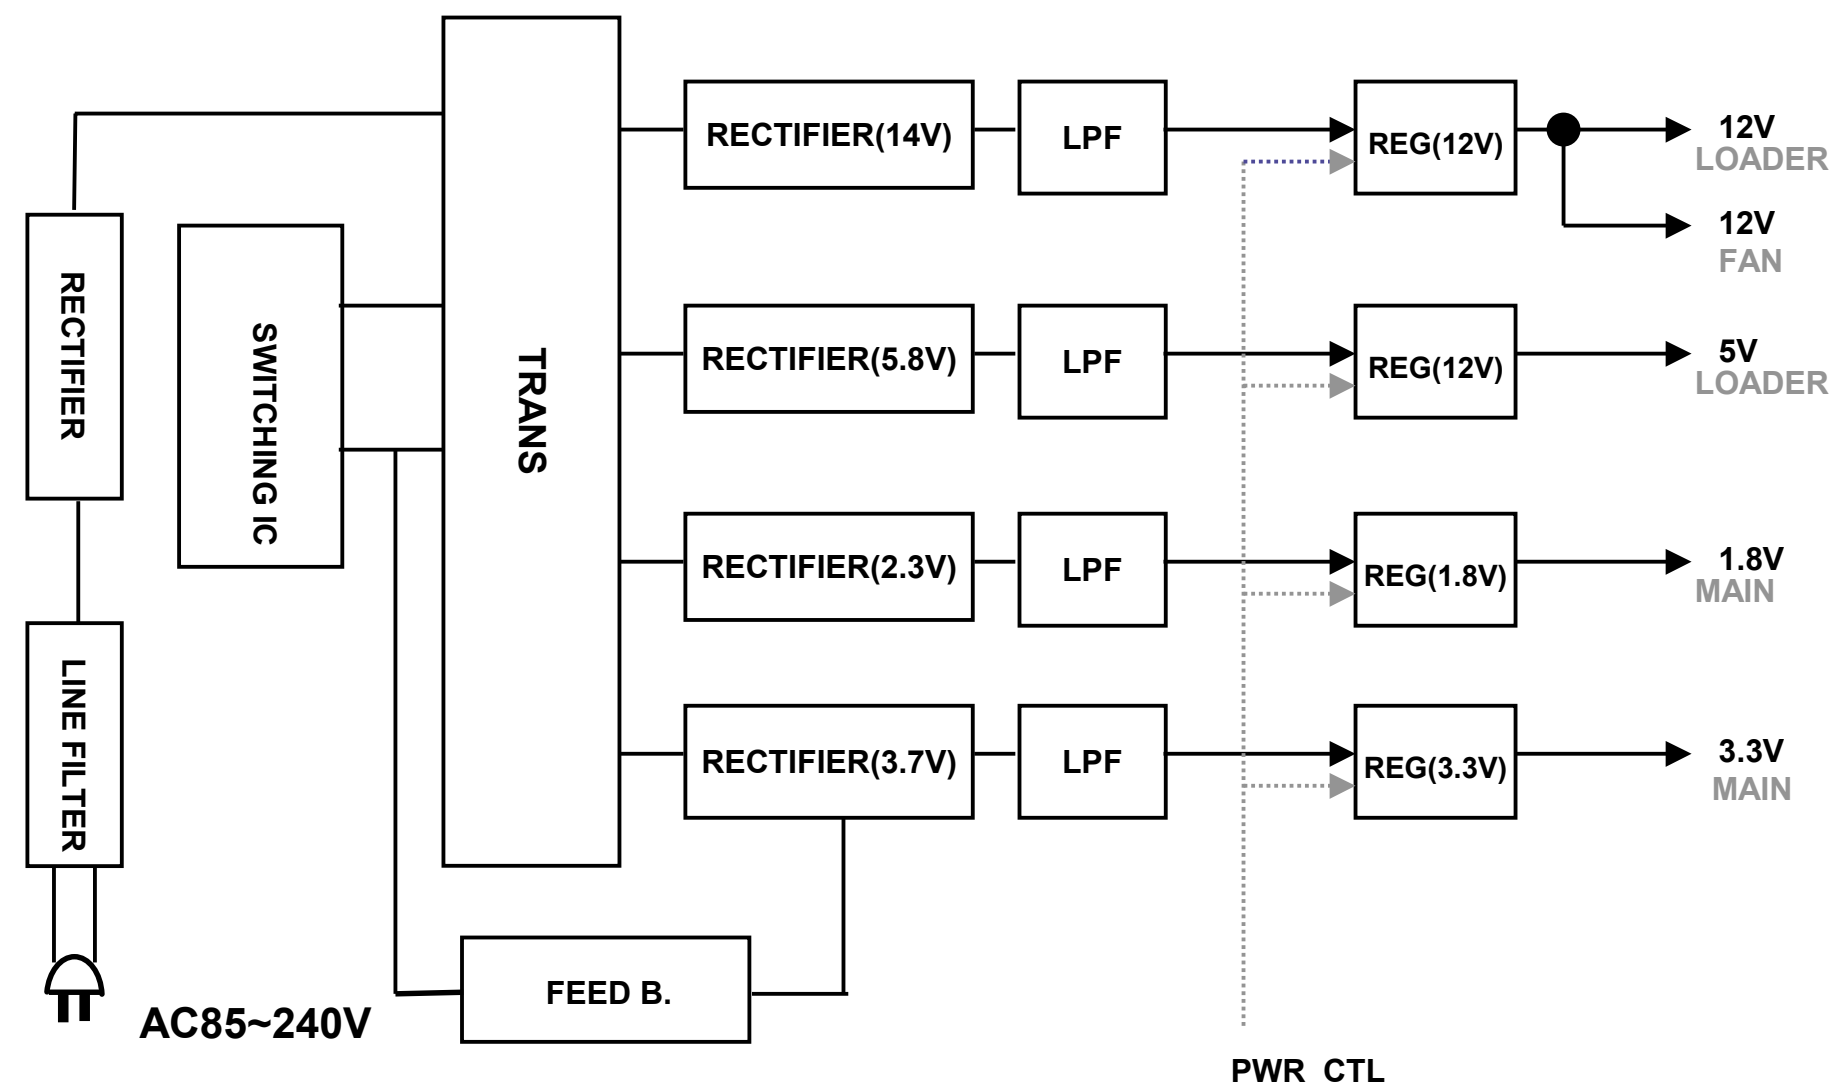 RECTIFIER(14V)
LPF
REG(12V)
12V
LOADER
12V
FAN
RECTIFIER
SWITCHING IC
TRANS
RECTIFIER(5.8V)
LPF
REG(12V)
5V
LOADER
RECTIFIER(2.3V)
LPF
REG(1.8V)
1.8V
MAIN
LINE FILTER
RECTIFIER(3.7V)
LPF
REG(3.3V)
3.3V
MAIN
FEED B.
AC85~240V
PWR CTL